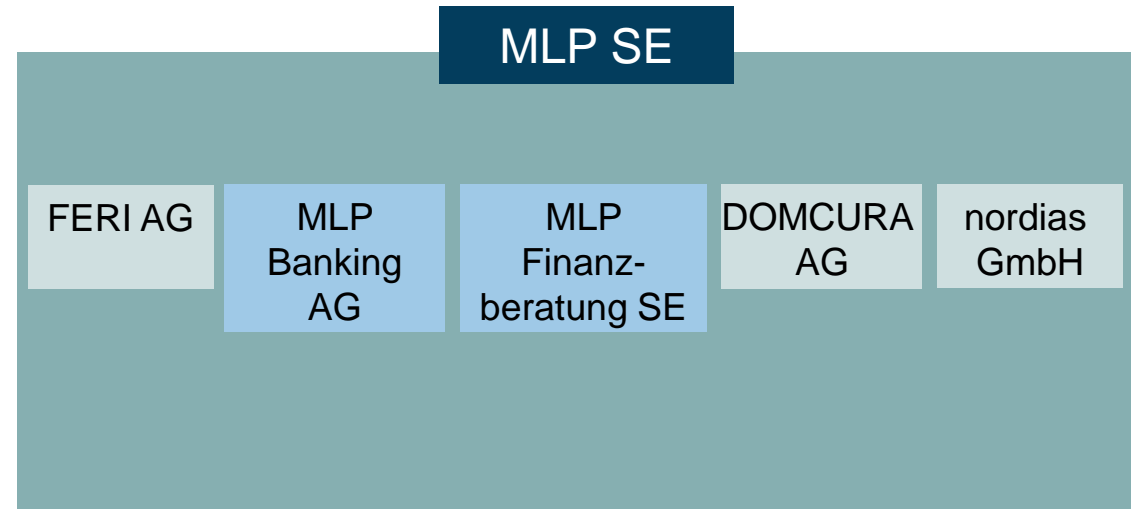 MLP SE
FERI AG
MLP
Banking
AG
MLP
Finanz-
beratung SE
DOMCURA
AG
nordias
GmbH